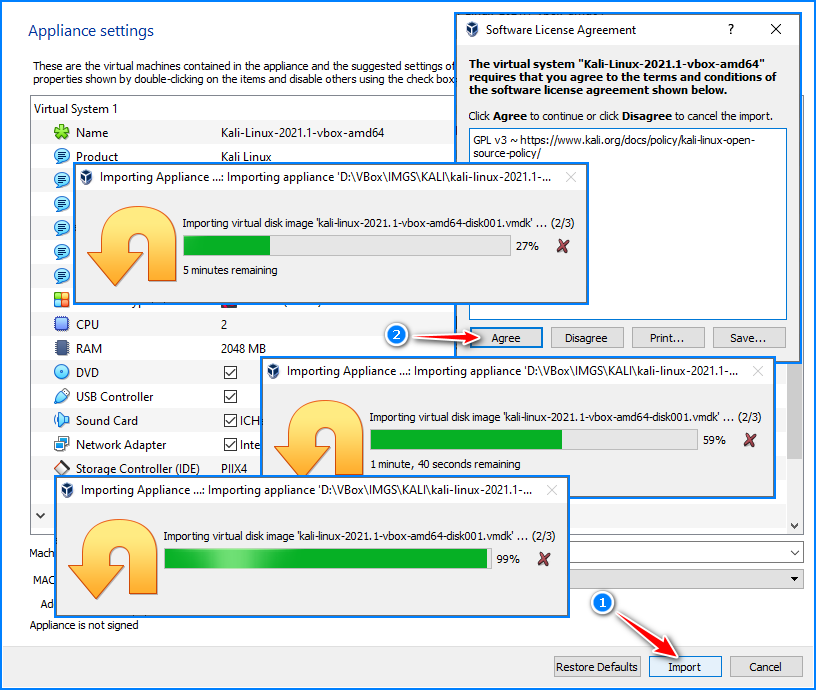 Appliance settings
These are the virtual machines contained in the appliance and the suggested settings of
properties shown by double-clicking on the items and disable others using the check box
Virtual System 1
Name Kali-Linux-2021.1-vbox-amd64
Product Kali Linux
CPU 2
RAM 2048 MB
DVD
USB Controller
Sound Card ICH
Network Adapter Inte
Storage Controller (IDE) PIIX4
Machi
MAC
Ad
Appliance is not signed
Restore Defaults Import Cancel
1
Software License Agreement ? ×
The virtual system "Kali-Linux-2021.1-vbox-amd64"
requires that you agree to the terms and conditions of
the software license agreement shown below.
Click Agree to continue or click Disagree to cancel the import.
GPL v3 ~ https://www.kali.org/docs/policy/kali-linux-open-
source-policy/
2
Agree Disagree Print... Save...
Importing Appliance ...: Importing appliance 'D:\VBox\IMGS\KALI\kali-linux-2021.1-... ×
Importing virtual disk image 'kali-linux-2021.1-vbox-amd64-disk001.vmdk' ... (2/3)
27%
5 minutes remaining
Importing Appliance ...: Importing appliance 'D:\VBox\IMGS\KALI\kali-linux-2021.1-... ×
Importing virtual disk image 'kali-linux-2021.1-vbox-amd64-disk001.vmdk' ... (2/3)
59%
1 minute, 40 seconds remaining
Importing Appliance ...: Importing appliance 'D:\VBox\IMGS\KALI\kali-linux-2021.1-... ×
Importing virtual disk image 'kali-linux-2021.1-vbox-amd64-disk001.vmdk' ... (2/3)
99%